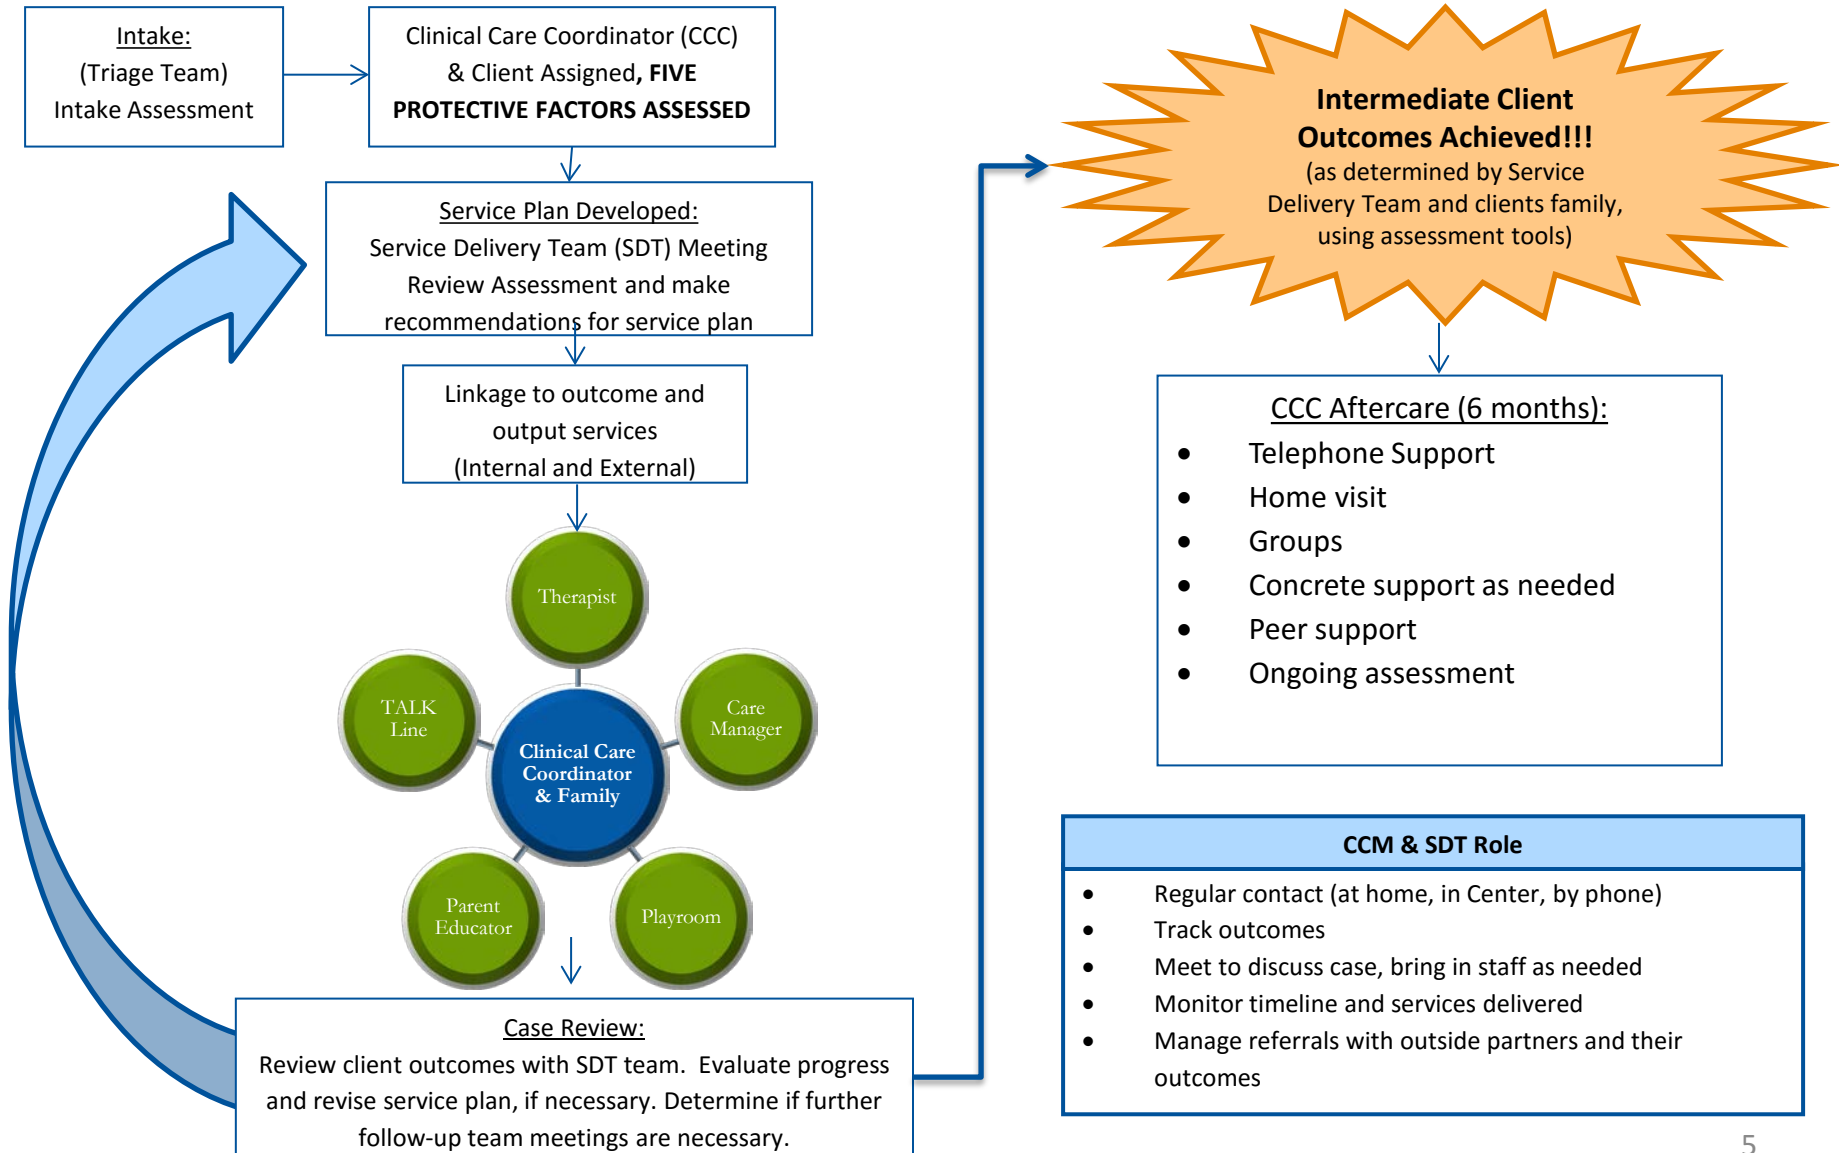 Intake:
(Triage Team)
Intake Assessment
Clinical Care Coordinator (CCC)
& Client Assigned, FIVE
PROTECTIVE FACTORS ASSESSED
Service Plan Developed:
Service Delivery Team (SDT) Meeting
Review Assessment and make
recommendations for service plan
Linkage to outcome and
output services
(Internal and External)
Therapist
TALK
Line
Care
Manager
Clinical Care
Coordinator
& Family
Parent
Educator
Playroom
Case Review:
Review client outcomes with SDT team.  Evaluate progress
and revise service plan, if necessary. Determine if further
follow-up team meetings are necessary.
Intermediate Client
Outcomes Achieved!!!
(as determined by Service
Delivery Team and clients family,
using assessment tools)
CCC Aftercare (6 months):
• Telephone Support
• Home visit
• Groups
• Concrete support as needed
• Peer support
• Ongoing assessment
CCM & SDT Role
• Regular contact (at home, in Center, by phone)
• Track outcomes
• Meet to discuss case, bring in staff as needed
• Monitor timeline and services delivered
• Manage referrals with outside partners and their
outcomes
5